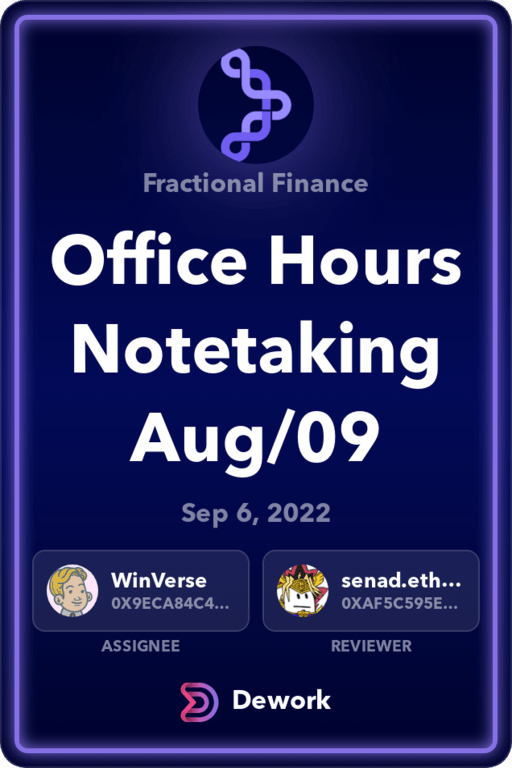 Fractional Finance
Office Hours
Notetaking
Aug/09
Sep 6, 2022
WinVerse
0X9ECA84C4...
ASSIGNEE
senad.eth...
0XAF5C595E...
REVIEWER
Dework